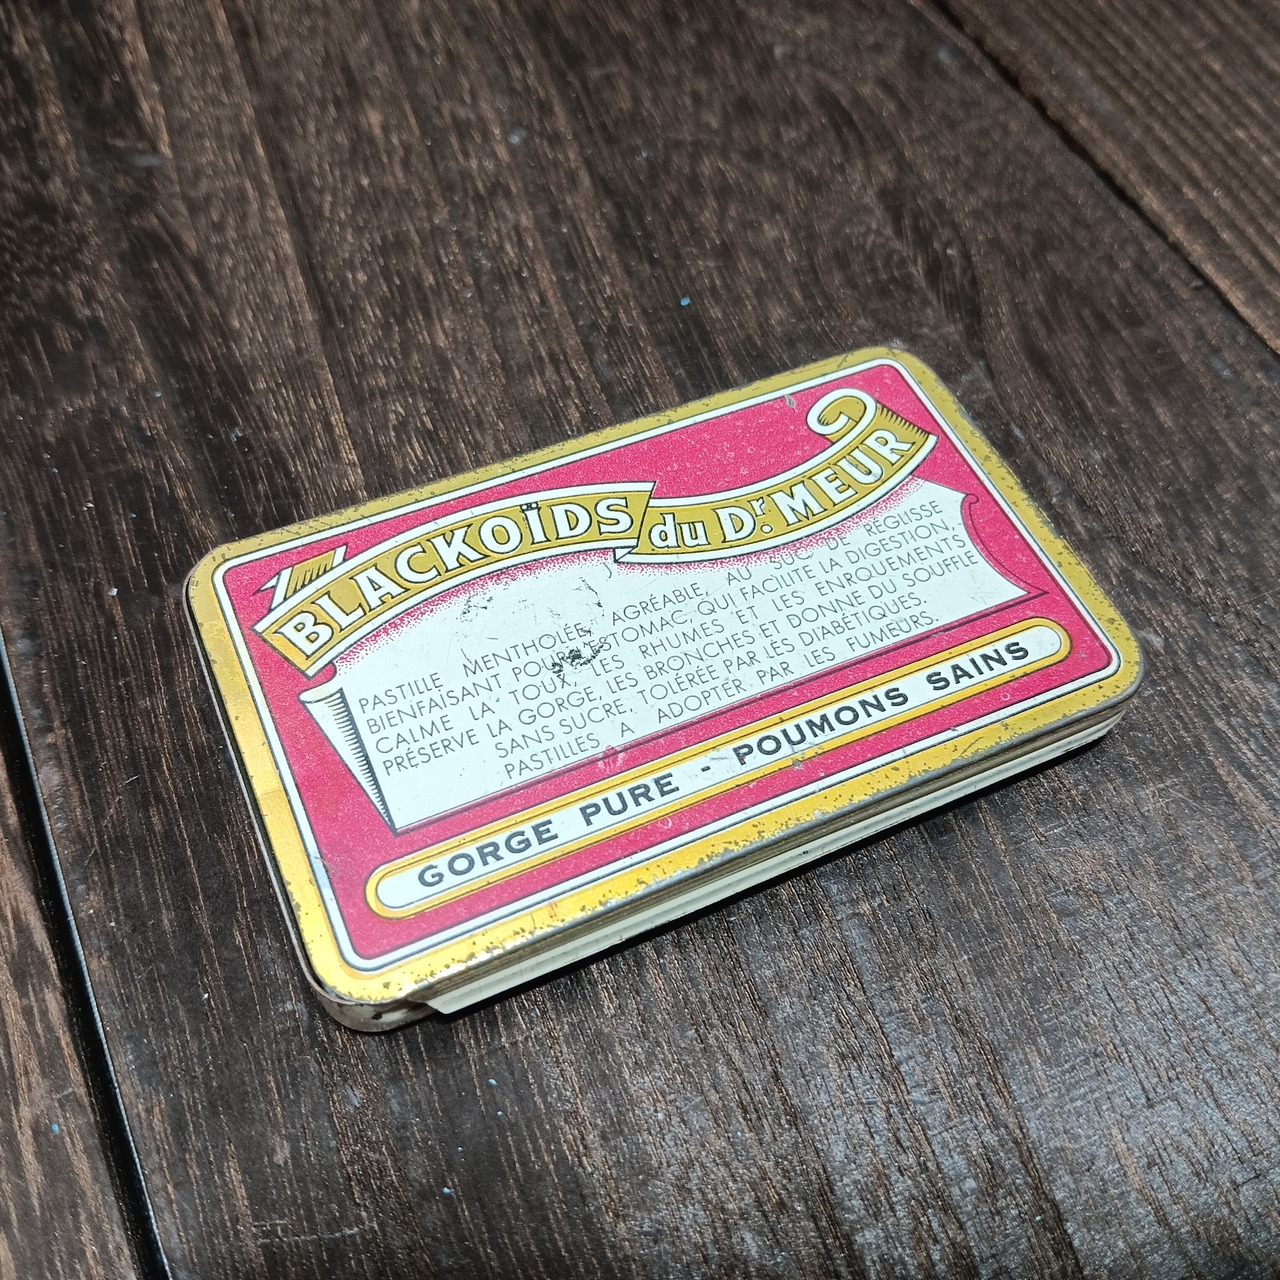 BLACKOÏDS du Dr. MEUR
PASTILLE MENTHOLÉE, AGRÉABLE, AU SUC DE RÉGLISSE
BIENFAISANT POUR L'ESTOMAC, QUI FACILITE LA DIGESTION,
CALME LA TOUX, LES RHUMES ET LES ENROUEMENTS
PRÉSERVE LA GORGE, LES BRONCHES ET DONNE DU SOUFFLE
SANS SUCRE, TOLÉRÉE PAR LES DIABÉTIQUES.
PASTILLES A ADOPTER PAR LES FUMEURS.
GORGE PURE - POUMONS SAINS